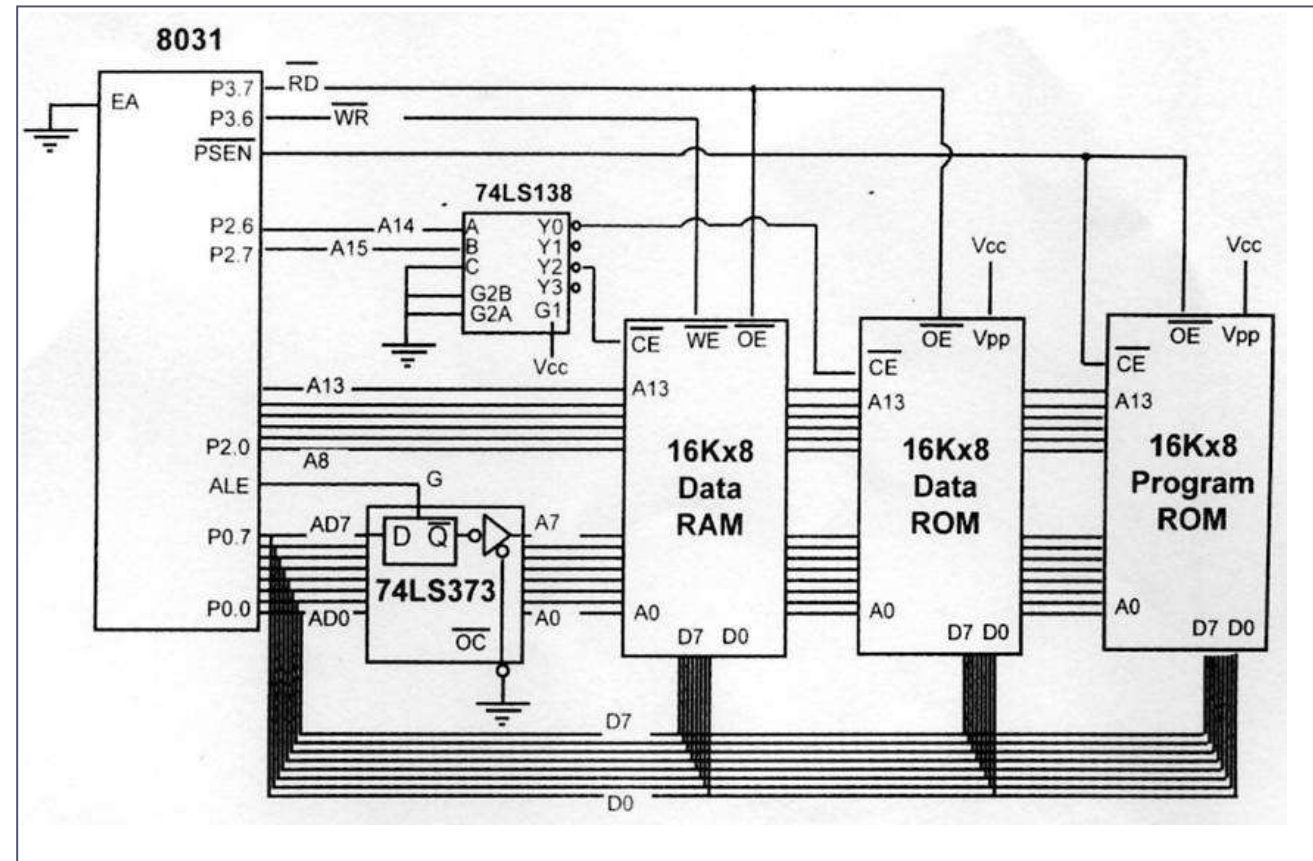 8031
EA
P3.7
RD
P3.6
WR
PSEN
74LS138
P2.6
A14
A
Y0
P2.7
A15
B
Y1
C
Y2
Y3
G2B
G2A
G1
Vcc
Vcc
Vcc
CE
WE
OE
OE
Vpp
OE
Vpp
CE
CE
A13
A13
A13
A13
P2.0
A8
16Kx8
Data
RAM
16Kx8
Data
ROM
16Kx8
Program
ROM
ALE
G
P0.7
AD7
D
Q
A7
74LS373
P0.0
AD0
OC
A0
A0
A0
A0
D7 D0
D7 D0
D7 D0
D7
D0